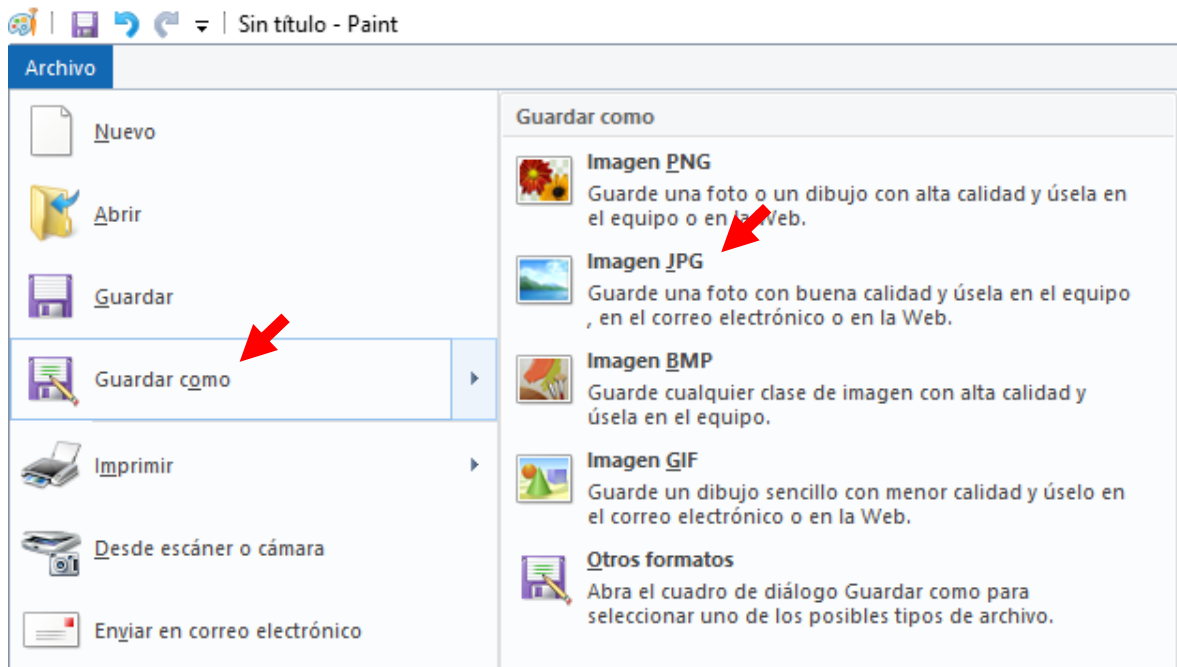 Sin título - Paint
Archivo
Nuevo
Abrir
Guardar
Guardar como
Imprimir
Desde escáner o cámara
Enviar en correo electrónico
Guardar como
Imagen PNG
Guarde una foto o un dibujo con alta calidad y úsela en
el equipo o en la Web.
Imagen JPG
Guarde una foto con buena calidad y úsela en el equipo
, en el correo electrónico o en la Web.
Imagen BMP
Guarde cualquier clase de imagen con alta calidad y
úsela en el equipo.
Imagen GIF
Guarde un dibujo sencillo con menor calidad y úselo en
el correo electrónico o en la Web.
Otros formatos
Abra el cuadro de diálogo Guardar como para
seleccionar uno de los posibles tipos de archivo.